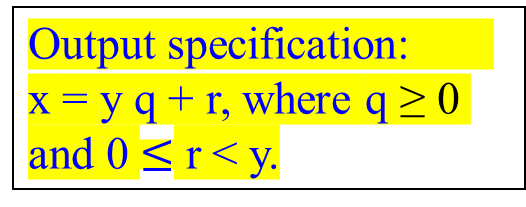 Output specification:
x = y q + r, where q ≥ 0
and 0 ≤ r < y.